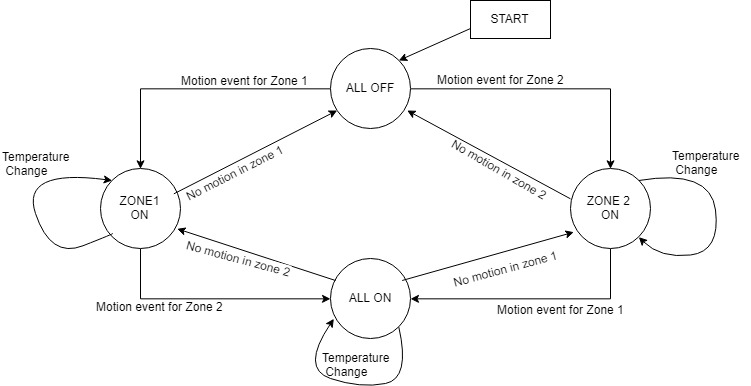 START
ALL OFF
Motion event for Zone 1
Motion event for Zone 2
No motion in zone 1
No motion in zone 2
Temperature
Change
Temperature
Change
ZONE1
ON
ZONE 2
ON
No motion in zone 2
No motion in zone 1
ALL ON
Motion event for Zone 2
Motion event for Zone 1
Temperature
Change